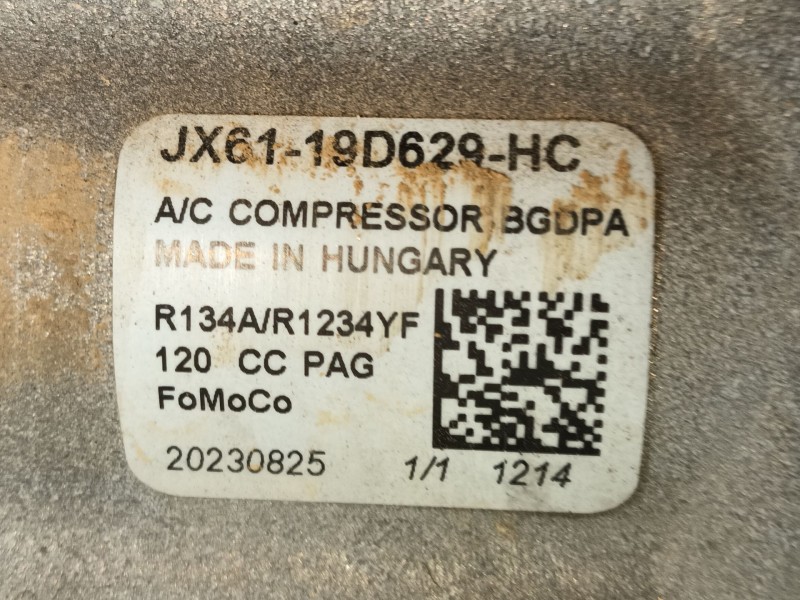 JX61-19D629-HC
A/C COMPRESSOR BGDPA
MADE IN HUNGARY
R134A/R1234YF
120 CC PAG
FoMoCo
20230825 1/1 1214